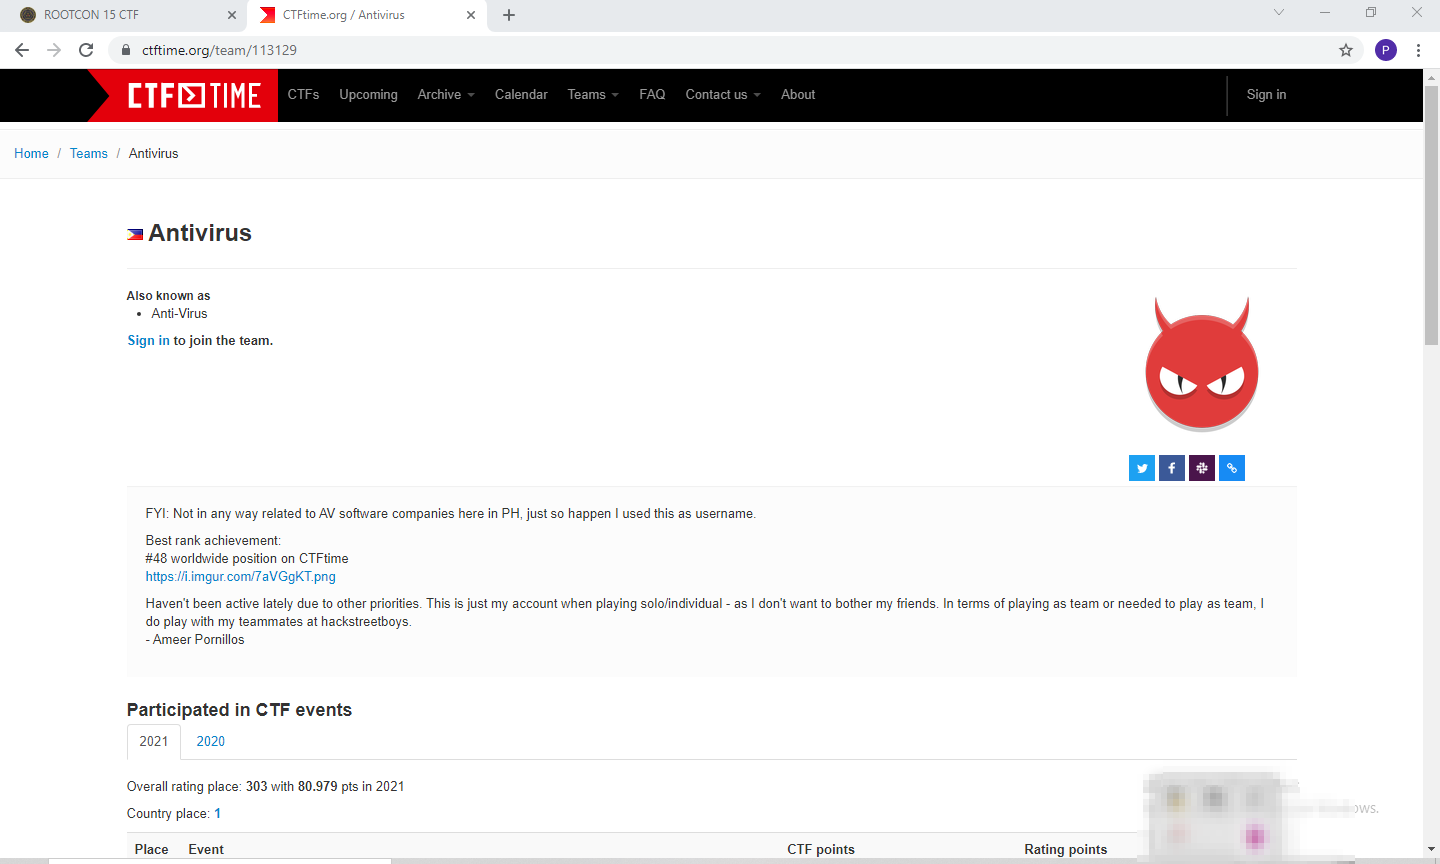 ROOTCON 15 CTF
CTFtime.org / Antivirus
ctftime.org/team/113129
P
CTF TIME
CTFs Upcoming Archive Calendar Teams FAQ Contact us About Sign in
Home / Teams / Antivirus
Antivirus
Also known as
• Anti-Virus
Sign in to join the team.
FYI: Not in any way related to AV software companies here in PH, just so happen I used this as username.
Best rank achievement:
#48 worldwide position on CTFtime
https://i.imgur.com/7aVGgKT.png
Haven't been active lately due to other priorities. This is just my account when playing solo/individual - as I don't want to bother my friends. In terms of playing as team or needed to play as team, I
do play with my teammates at hackstreetboys.
- Ameer Pornillos
Participated in CTF events
2021 2020
Overall rating place: 303 with 80.979 pts in 2021
Country place: 1
Place Event CTF points Rating points